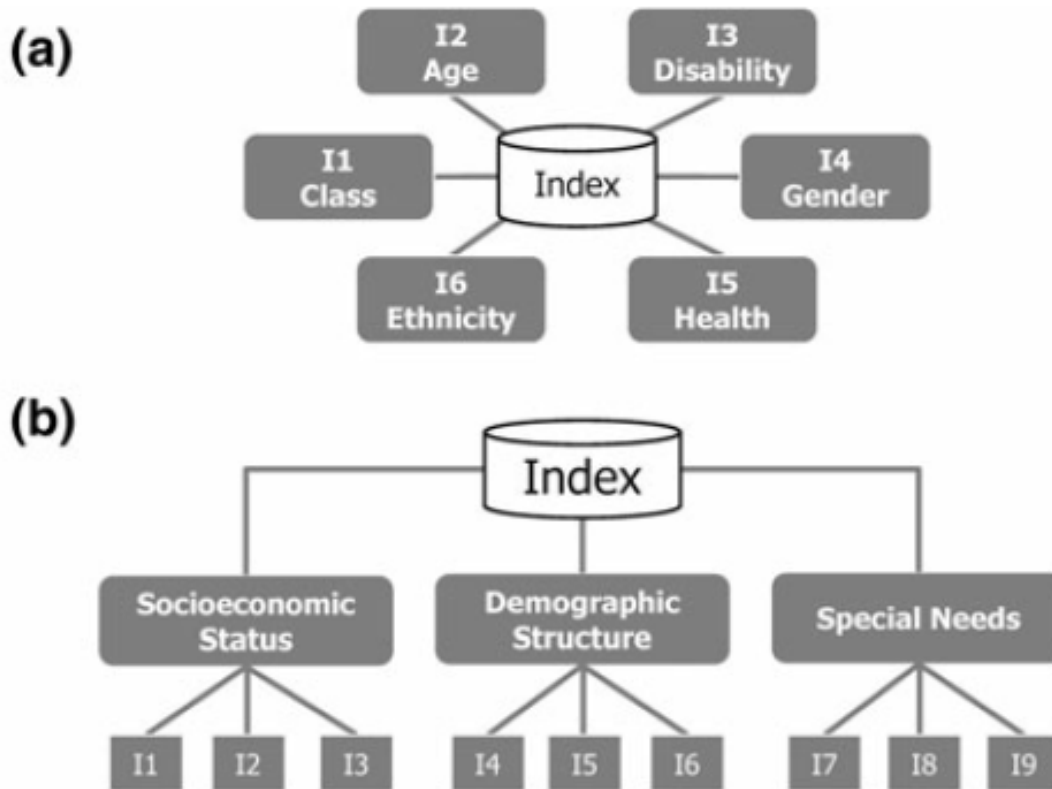 (a)
I2
Age
I3
Disability
I1
Class
Index
I4
Gender
I6
Ethnicity
I5
Health
(b)
Index
Socioeconomic
Status
Demographic
Structure
Special Needs
I1 I2 I3 I4 I5 I6 I7 I8 I9